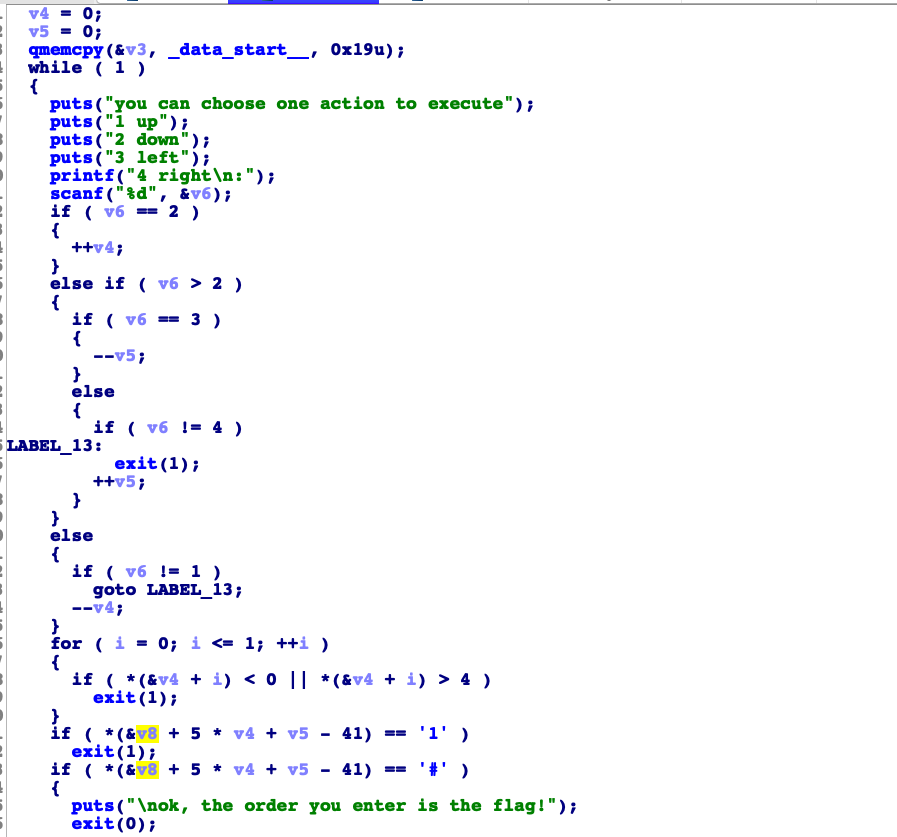 v4 = 0;
v5 = 0;
qmemcpy(&v3, _data_start__, 0x19u);
while ( 1 )
{
puts("you can choose one action to execute");
puts("1 up");
puts("2 down");
puts("3 left");
printf("4 right\n:");
scanf("%d", &v6);
if ( v6 == 2 )
{
++v4;
}
else if ( v6 > 2 )
{
if ( v6 == 3 )
{
--v5;
}
else
{
if ( v6 != 4 )
LABEL_13:
exit(1);
++v5;
}
}
else
{
if ( v6 != 1 )
goto LABEL_13;
--v4;
}
for ( i = 0; i <= 1; ++i )
{
if ( *(&v4 + i) < 0 || *(&v4 + i) > 4 )
exit(1);
}
if ( *(&v8 + 5 * v4 + v5 - 41) == '1' )
exit(1);
if ( *(&v8 + 5 * v4 + v5 - 41) == '#' )
{
puts("\nok, the order you enter is the flag!");
exit(0);